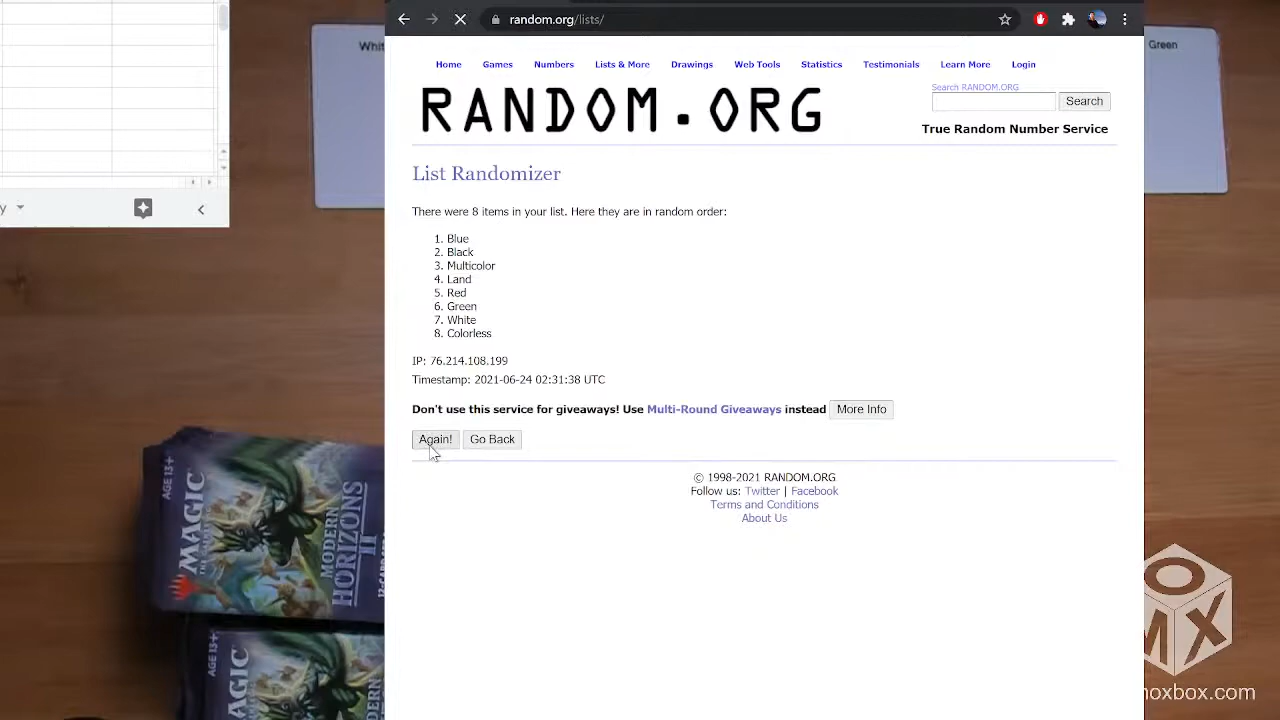 random.org/lists/
Home Games Numbers Lists & More Drawings Web Tools Statistics Testimonials Learn More Login
RANDOM.ORG
Search RANDOM.ORG
Search
True Random Number Service
List Randomizer
There were 8 items in your list. Here they are in random order:
1. Blue
2. Black
3. Multicolor
4. Land
5. Red
6. Green
7. White
8. Colorless
IP: 76.214.108.199
Timestamp: 2021-06-24 02:31:38 UTC
Don't use this service for giveaways! Use Multi-Round Giveaways instead More Info
Again! Go Back
© 1998-2021 RANDOM.ORG
Follow us: Twitter | Facebook
Terms and Conditions
About Us
Green
AGE 13+
MAGIC
MODERN
HORIZONS
II
AGE 13+